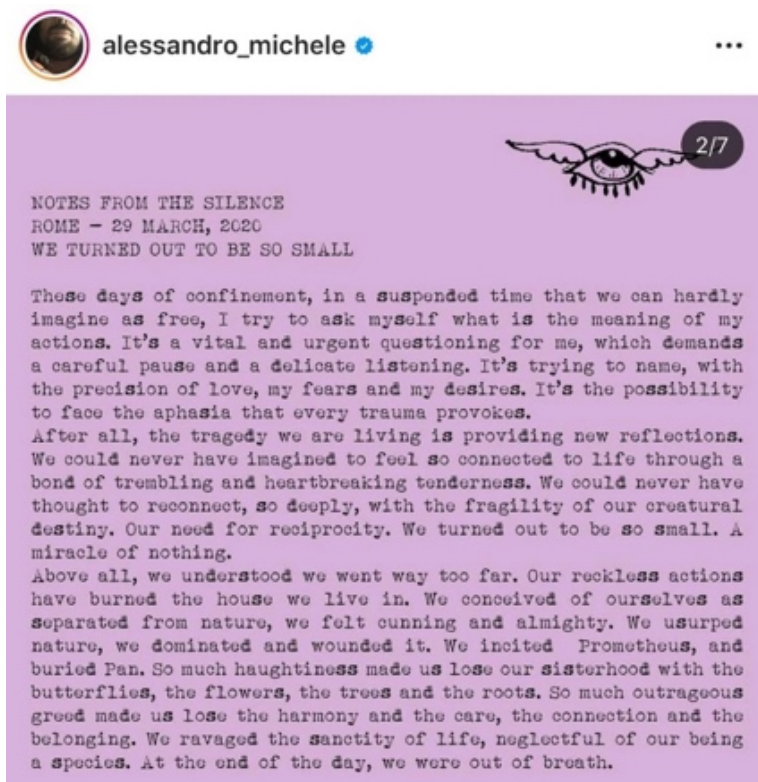 alessandro_michele
2/7
NOTES FROM THE SILENCE
ROME — 29 MARCH, 2020
WE TURNED OUT TO BE SO SMALL
These days of confinement, in a suspended time that we can hardly
imagine as free, I try to ask myself what is the meaning of my
actions. It's a vital and urgent questioning for me, which demands
a careful pause and a delicate listening. It's trying to name, with
the precision of love, my fears and my desires. It's the possibility
to face the aphasia that every trauma provokes.
After all, the tragedy we are living is providing new reflections.
We could never have imagined to feel so connected to life through a
bond of trembling and heartbreaking tenderness. We could never have
thought to reconnect, so deeply, with the fragility of our creatural
destiny. Our need for reciprocity. We turned out to be so small. A
miracle of nothing.
Above all, we understood we went way too far. Our reckless actions
have burned the house we live in. We conceived of ourselves as
separated from nature, we felt cunning and almighty. We usurped
nature, we dominated and wounded it. We incited Prometheus, and
buried Pan. So much haughtiness made us lose our sisterhood with the
butterflies, the flowers, the trees and the roots. So much outrageous
greed made us lose the harmony and the care, the connection and the
belonging. We ravaged the sanctity of life, neglectful of our being
a species. At the end of the day, we were out of breath.